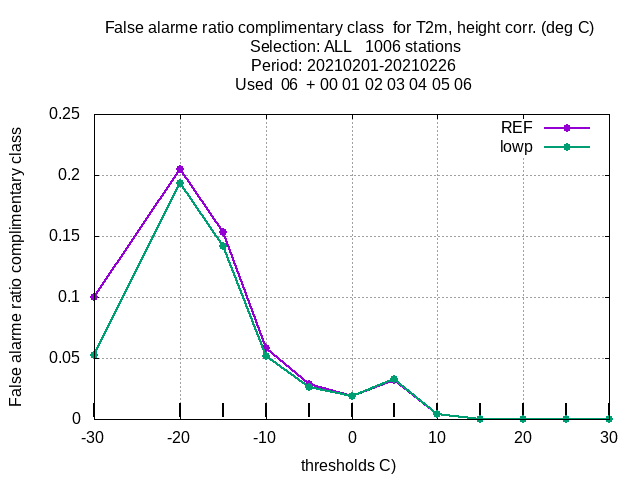 False alarme ratio complimentary class  for T2m, height corr. (deg C)
Selection: ALL   1006 stations
Period: 20210201-20210226
Used  06  + 00 01 02 03 04 05 06
False alarme ratio complimentary class
0.25
0.2
0.15
0.1
0.05
0
REF
lowp
-30 -20 -10 0 10 20 30
thresholds C)